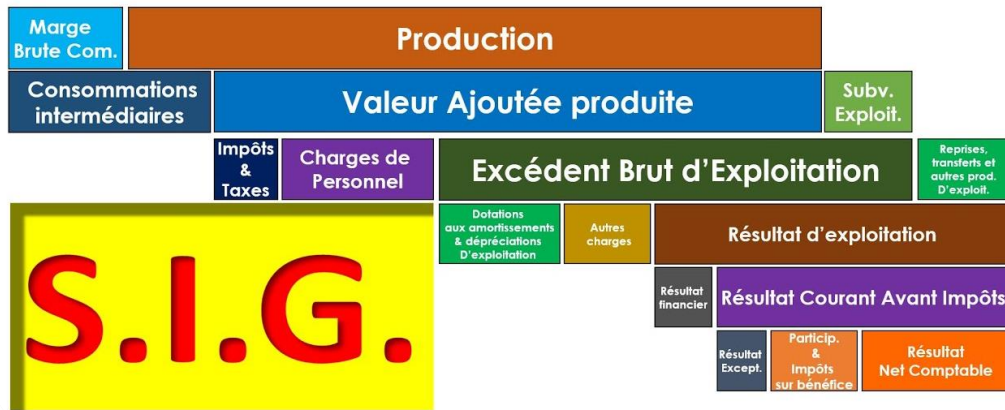 Marge
Brute Com.
Production
Consommations
intermédiaires
Valeur Ajoutée produite
Subv.
Exploit.
Impôts
&
Taxes
Charges de
Personnel
Excédent Brut d'Exploitation
Reprises,
transferts et
autres prod.
D'exploit.
Dotations
aux amortissements
& dépréciations
D'exploitation
Autres
charges
Résultat d'exploitation
S.I.G.
Résultat
financier
Résultat Courant Avant Impôts
Résultat
Except.
Particip.
&
Impôts
sur bénéfice
Résultat
Net Comptable